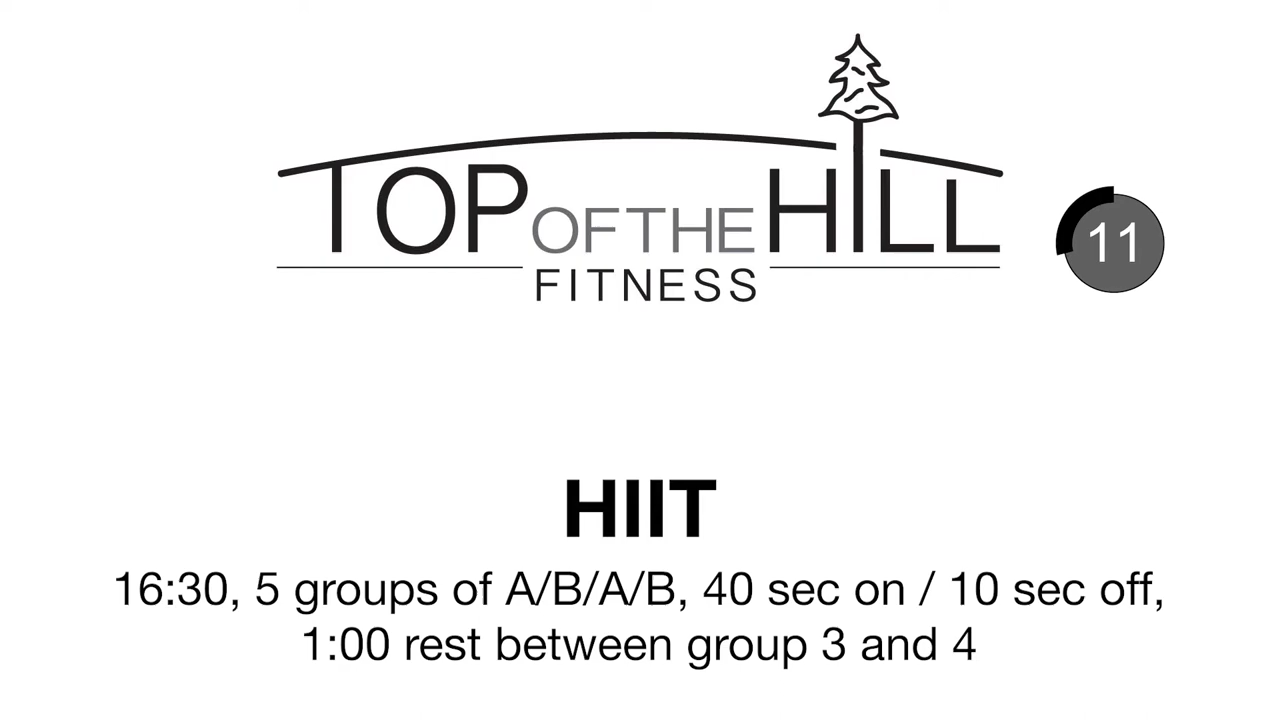 TOP OF THE HILL
FITNESS
11
HIIT
16:30, 5 groups of A/B/A/B, 40 sec on / 10 sec off,
1:00 rest between group 3 and 4